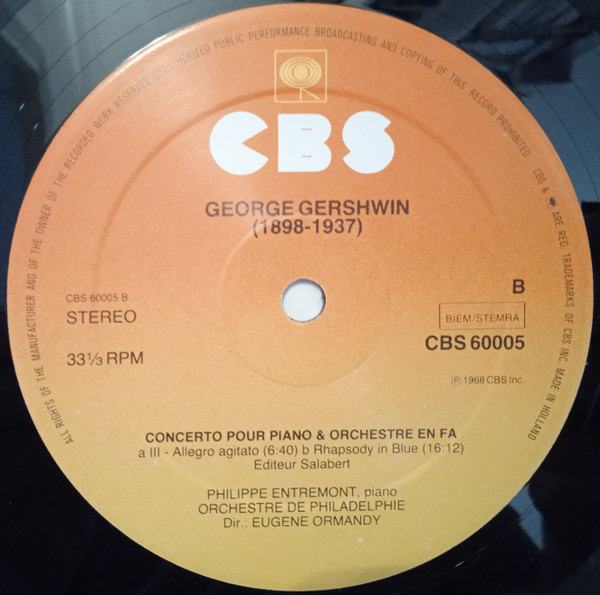 ALL RIGHTS OF THE MANUFACTURER AND OF THE OWNER OF THE RECORDED WORK RESERVED UNAUTHORIZED PUBLIC PERFORMANCE BROADCASTING AND COPYING OF THIS RECORD PROHIBITED
CBS & ARE REG. TRADEMARKS OF CBS INC. MADE IN HOLLAND
CBS
GEORGE GERSHWIN
(1898-1937)
CBS 60005 B
STEREO
33⅓ RPM
B
BIEM/STEMRA
CBS 60005
℗ 1968 CBS Inc.
CONCERTO POUR PIANO & ORCHESTRE EN FA
a III - Allegro agitato (6:40) b Rhapsody in Blue (16:12)
Editeur Salabert
PHILIPPE ENTREMONT, piano
ORCHESTRE DE PHILADELPHIE
Dir.: EUGENE ORMANDY